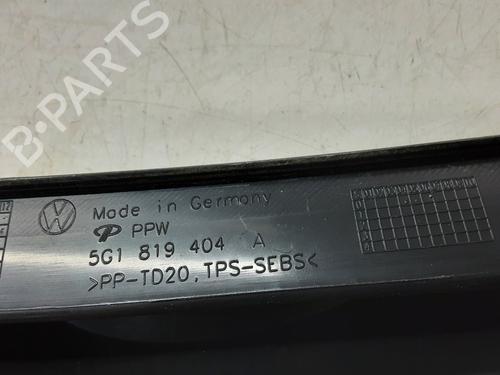 B-PARTS
Made in Germany
PPW
5G1 819 404 A
>PP-TD20, TPS-SEBS<